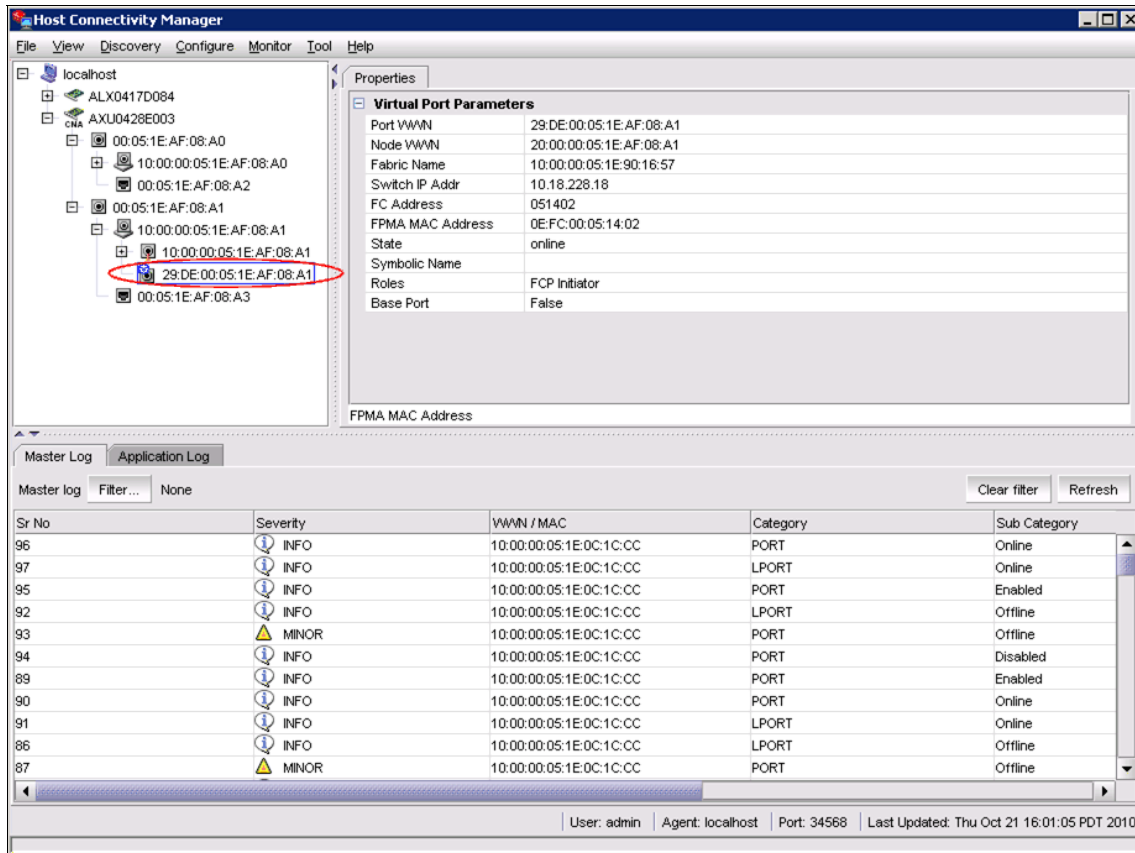 Host Connectivity Manager
File View Discovery Configure Monitor Tool Help
localhost
ALX0417D084
CNA AXU0428E003
00:05:1E:AF:08:A0
10:00:00:05:1E:AF:08:A0
00:05:1E:AF:08:A2
00:05:1E:AF:08:A1
10:00:00:05:1E:AF:08:A1
10:00:00:05:1E:AF:08:A1
29:DE:00:05:1E:AF:08:A1
00:05:1E:AF:08:A3
Properties
Virtual Port Parameters
Port WWN 29:DE:00:05:1E:AF:08:A1
Node WWN 20:00:00:05:1E:AF:08:A1
Fabric Name 10:00:00:05:1E:90:16:57
Switch IP Addr 10.18.228.18
FC Address 051402
FPMA MAC Address 0E:FC:00:05:14:02
State online
Symbolic Name
Roles FCP Initiator
Base Port False
FPMA MAC Address
Master Log Application Log
Master log Filter... None Clear filter Refresh
Sr No Severity WWN / MAC Category Sub Category
96 INFO 10:00:00:05:1E:0C:1C:CC PORT Online
97 INFO 10:00:00:05:1E:0C:1C:CC LPORT Online
95 INFO 10:00:00:05:1E:0C:1C:CC PORT Enabled
92 INFO 10:00:00:05:1E:0C:1C:CC LPORT Offline
93 MINOR 10:00:00:05:1E:0C:1C:CC PORT Offline
94 INFO 10:00:00:05:1E:0C:1C:CC PORT Disabled
89 INFO 10:00:00:05:1E:0C:1C:CC PORT Enabled
90 INFO 10:00:00:05:1E:0C:1C:CC PORT Online
91 INFO 10:00:00:05:1E:0C:1C:CC LPORT Online
86 INFO 10:00:00:05:1E:0C:1C:CC LPORT Offline
87 MINOR 10:00:00:05:1E:0C:1C:CC PORT Offline
User: admin Agent: localhost Port: 34568 Last Updated: Thu Oct 21 16:01:05 PDT 2010